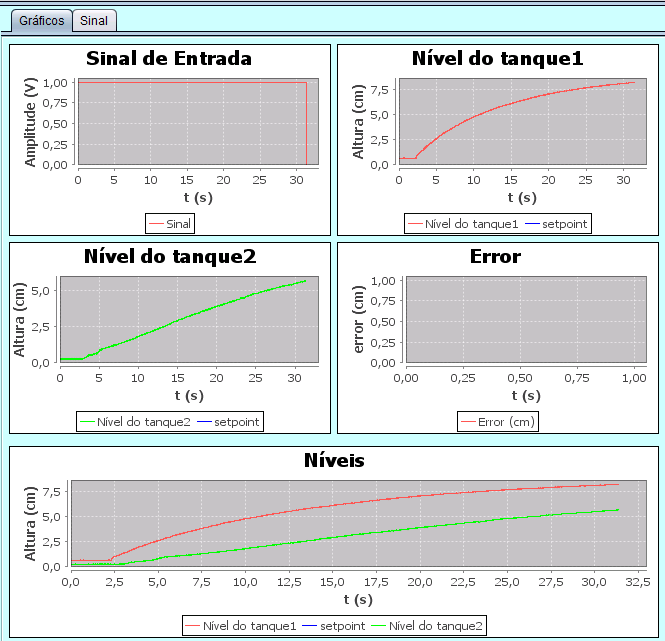 Gráficos Sinal
Sinal de Entrada
Amplitude (V)
1,00
0,75
0,50
0,25
0,00
0 5 10 15 20 25 30
t (s)
Sinal
Nível do tanque1
Altura (cm)
7,5
5,0
2,5
0,0
0 5 10 15 20 25 30
t (s)
Nível do tanque1 setpoint
Nível do tanque2
Altura (cm)
5,0
2,5
0,0
0 5 10 15 20 25 30
t (s)
Nível do tanque2 setpoint
Error
error (cm)
1,00
0,75
0,50
0,25
0,00
0,00 0,25 0,50 0,75 1,00
t (s)
Error (cm)
Níveis
Altura (cm)
7,5
5,0
2,5
0,0
0,0 2,5 5,0 7,5 10,0 12,5 15,0 17,5 20,0 22,5 25,0 27,5 30,0 32,5
t (s)
Nível do tanque1 setpoint Nível do tanque2